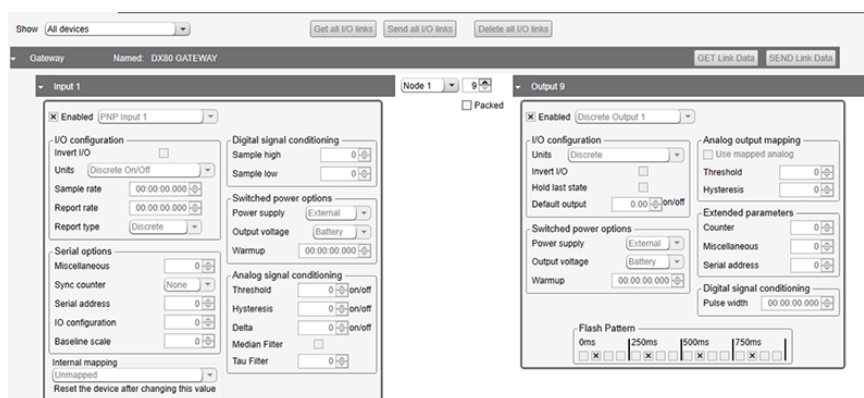 Show All devices Get all I/O links Send all I/O links Delete all I/O links
Gateway Named: DX80 GATEWAY GET Link Data SEND Link Data
Input 1
Node 1 9
Packed
Output 9
Enabled PNP Input 1
I/O configuration
Invert I/O
Units Discrete On/Off
Sample rate 00:00:00.000
Report rate 00:00:00.000
Report type Discrete
Serial options
Miscellaneous 0
Sync counter None
Serial address 0
IO configuration 0
Baseline scale 0
Internal mapping
Unmapped
Reset the device after changing this value
Digital signal conditioning
Sample high 0
Sample low 0
Switched power options
Power supply External
Output voltage Battery
Warmup 00:00:00.000
Analog signal conditioning
Threshold 0 on/off
Hysteresis 0 on/off
Delta 0 on/off
Median Filter
Tau Filter 0
Enabled Discrete Output 1
I/O configuration
Units Discrete
Invert I/O
Hold last state
Default output 0.00 on/off
Switched power options
Power supply External
Output voltage Battery
Warmup 00:00:00.000
Analog output mapping
Use mapped analog
Threshold 0
Hysteresis 0
Extended parameters
Counter 0
Miscellaneous 0
Serial address 0
Digital signal conditioning
Pulse width 00:00:00.000
Flash Pattern
0ms 250ms 500ms 750ms